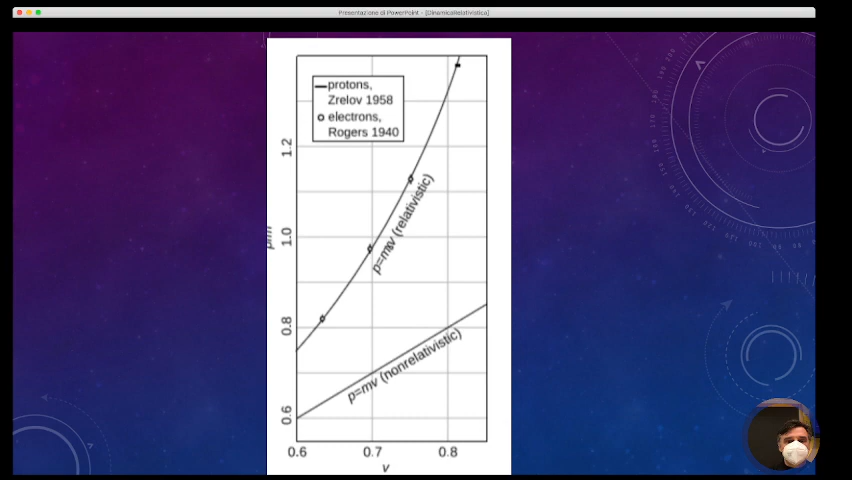 Presentazione di PowerPoint - [DinamicaRelativistica]
protons,
Zrelov 1958
electrons,
Rogers 1940
1.2
1.0
p/m
0.8
0.6
p=mγv (relativistic)
p=mv (nonrelativistic)
0.6 0.7 0.8
v